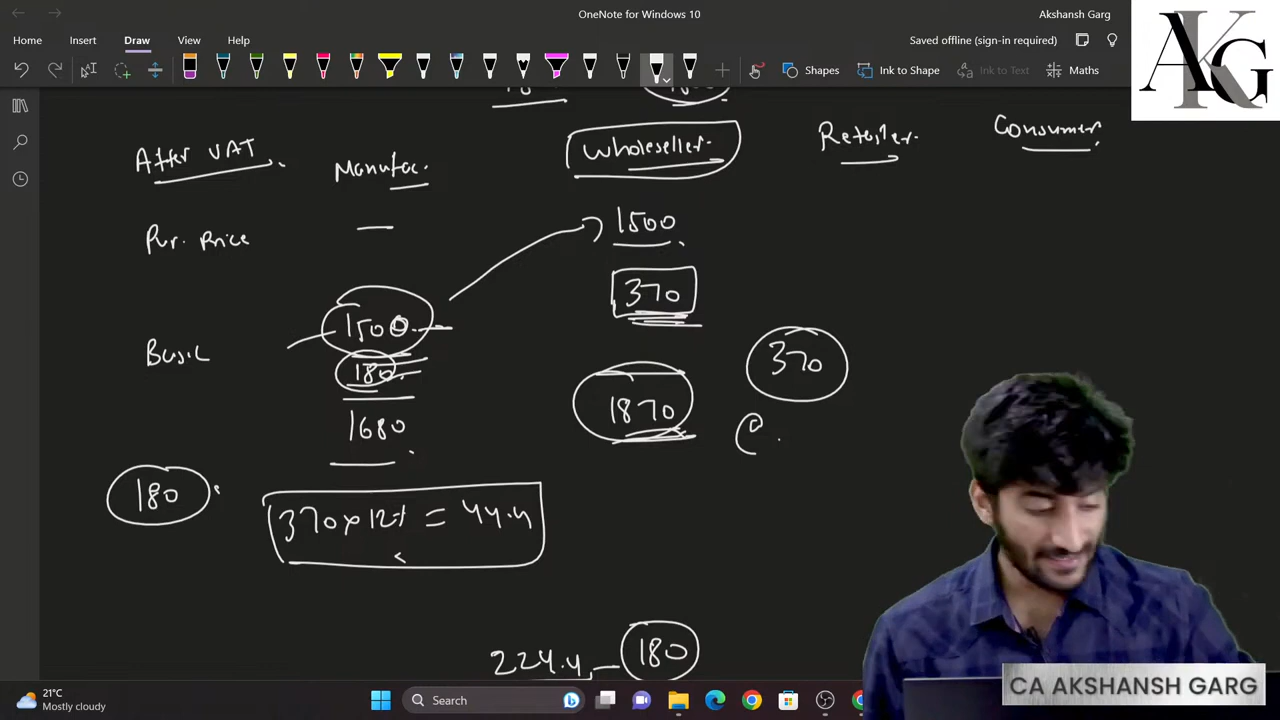 OneNote for Windows 10
Akshansh Garg
Home Insert Draw View Help
Saved offline (sign-in required)
Shapes
Ink to Shape
Ink to Text
Maths
AKG
After VAT
Manufac.
Wholeseller.
Retailer.
Consumer.
Pur. Price
—
1500
370
Basic
1500
180
1680
1870
370
@
180
370 x 12% = 44.4
224.4 — 180
21°C
Mostly cloudy
Search
CA AKSHANSH GARG